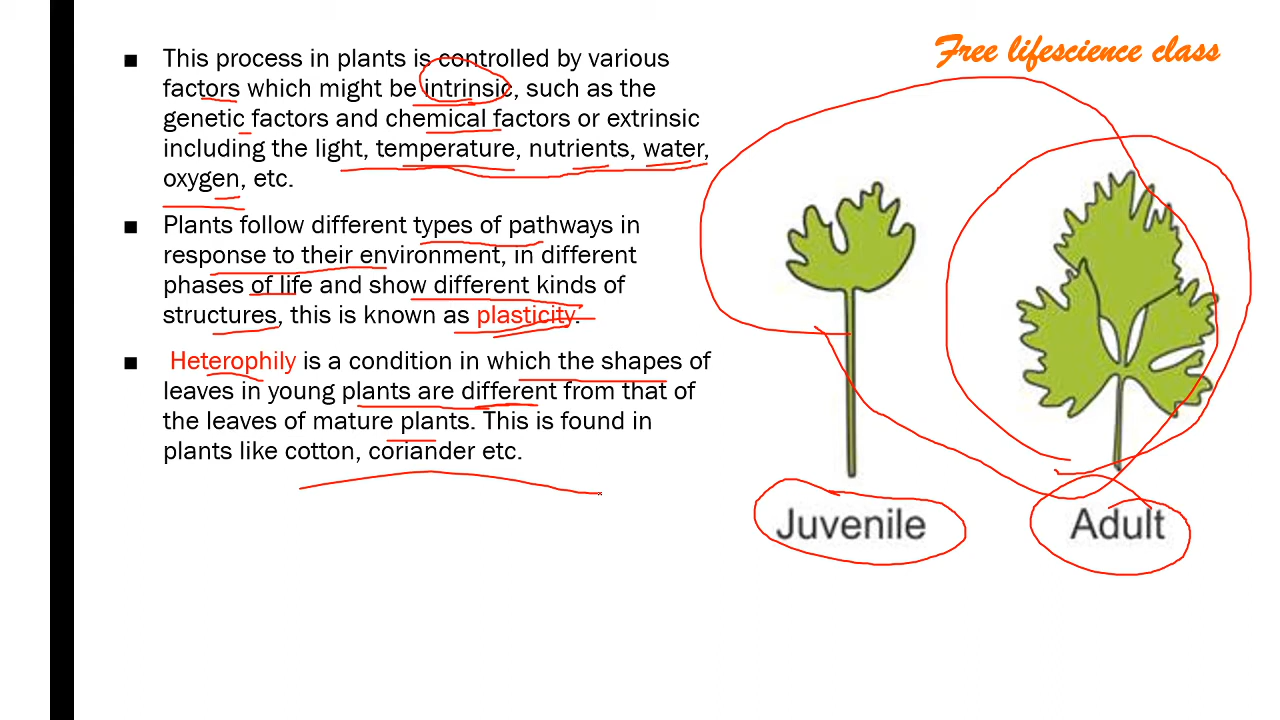 Free lifescience class
■ This process in plants is controlled by various
factors which might be intrinsic, such as the
genetic factors and chemical factors or extrinsic
including the light, temperature, nutrients, water,
oxygen, etc.
■ Plants follow different types of pathways in
response to their environment, in different
phases of life and show different kinds of
structures, this is known as plasticity.
■ Heterophily is a condition in which the shapes of
leaves in young plants are different from that of
the leaves of mature plants. This is found in
plants like cotton, coriander etc.
Juvenile
Adult